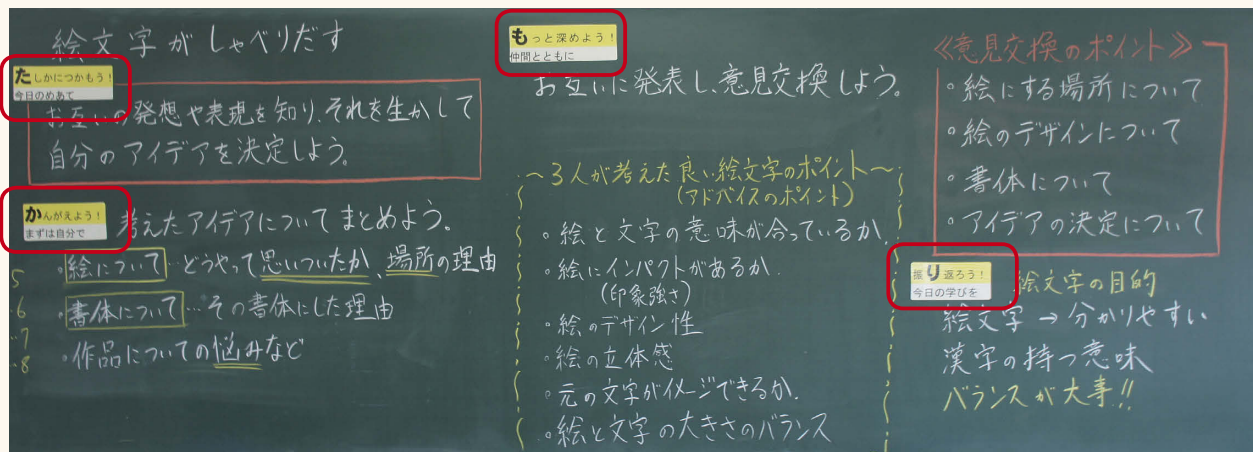 絵文字がしゃべりだす
たしかにつかもう!
今日のめあて
お互いの発想や表現を知り、それを生かして
自分のアイデアを決定しよう。
かんがえよう!
まずは自分で
考えたアイデアについてまとめよう。
・絵について…どうやって思いついたか、場所の理由
・書体について…その書体にした理由
・作品についての悩みなど
5
6
7
8
もっと深めよう!
仲間とともに
お互いに発表し、意見交換しよう。
~3人が考えた良い絵文字のポイント~
(アドバイスのポイント)
。絵と文字の意味が合っているか.
。絵にインパクトがあるか.
(印象強さ)
。絵のデザイン性
。絵の立体感
。元の文字がイメージできるか.
。絵と文字の大きさのバランス
《意見交換のポイント》
。絵にする場所について
。絵のデザインについて
。書体について
。アイデアの決定について
振り返ろう!
今日の学びを
絵文字の目的
絵文字→分かりやすい
漢字の持つ意味
バランスが大事!!